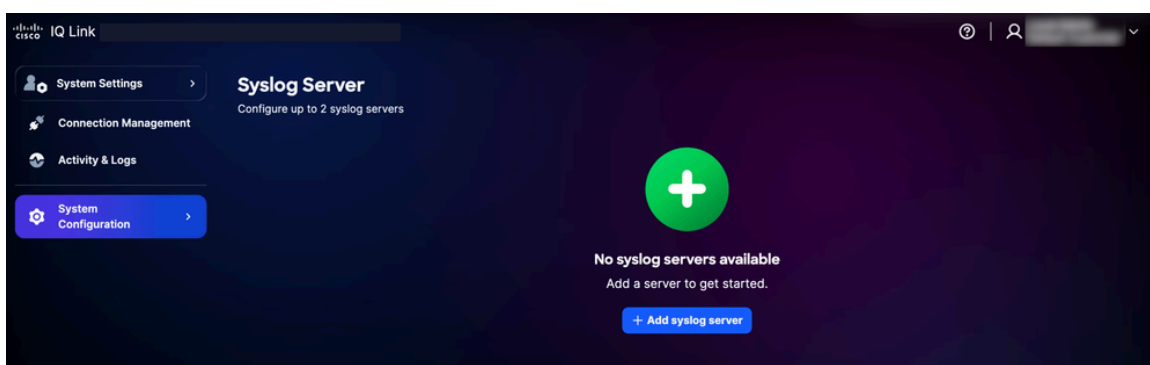 cisco IQ Link
System Settings
Connection Management
Activity & Logs
System
Configuration
Syslog Server
Configure up to 2 syslog servers
No syslog servers available
Add a server to get started.
+ Add syslog server